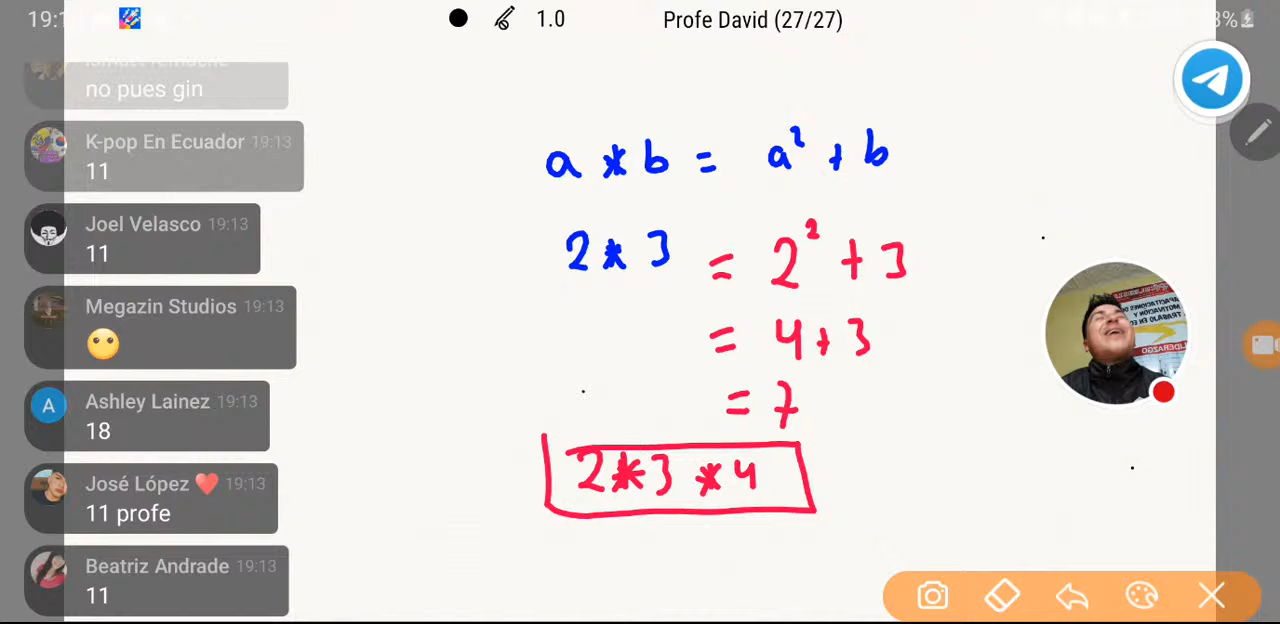 1.0
Profe David (27/27)
no pues gin
K-pop En Ecuador 19:13
11
Joel Velasco 19:13
11
Megazin Studios 19:13
A
Ashley Lainez 19:13
18
José López ❤️ 19:13
11 profe
Beatriz Andrade 19:13
11
a * b = a² + b
2 * 3 = 2² + 3
= 4 + 3
= 7
2 * 3 * 4
LIDERAZGO